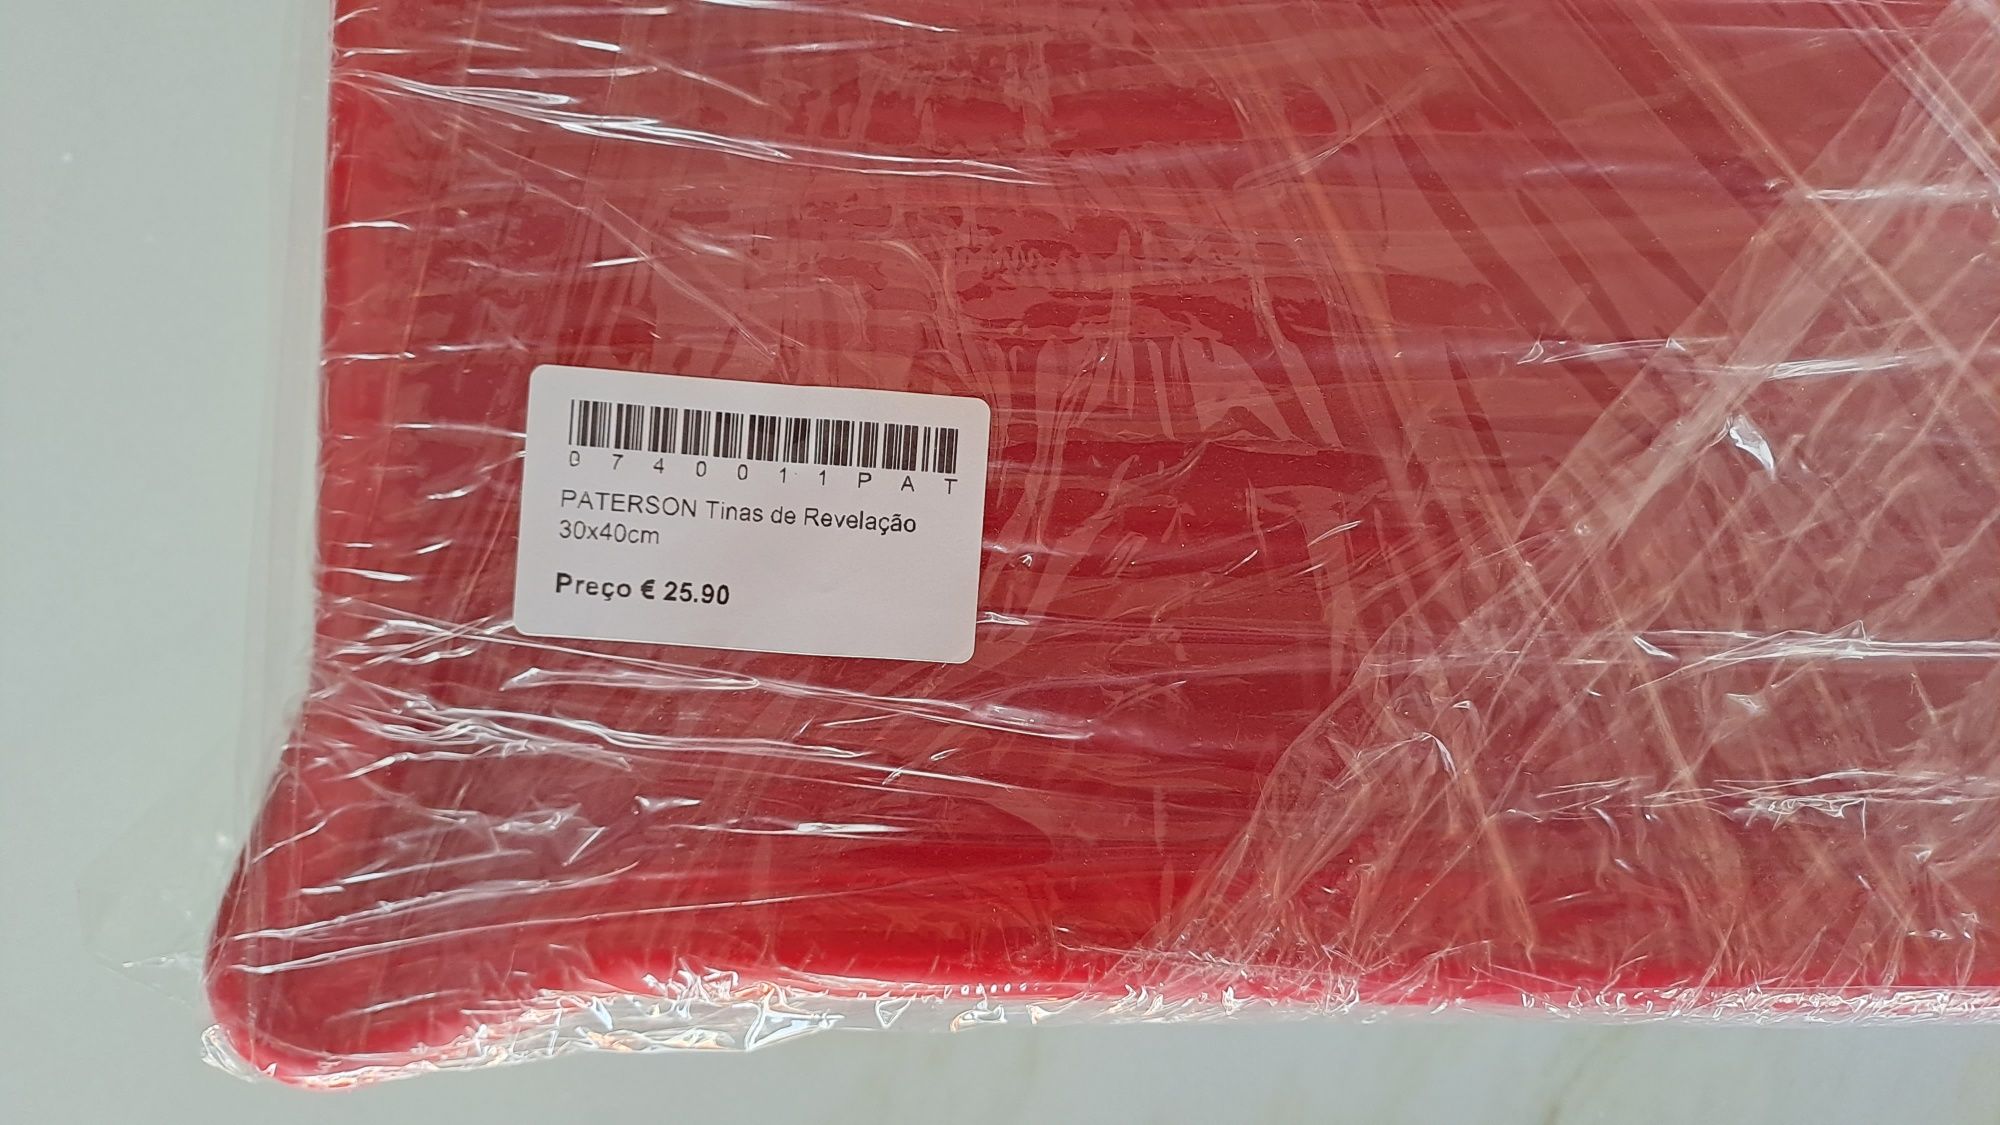 0740011PAT
PATERSON Tinas de Revelação
30x40cm
Preço € 25.90